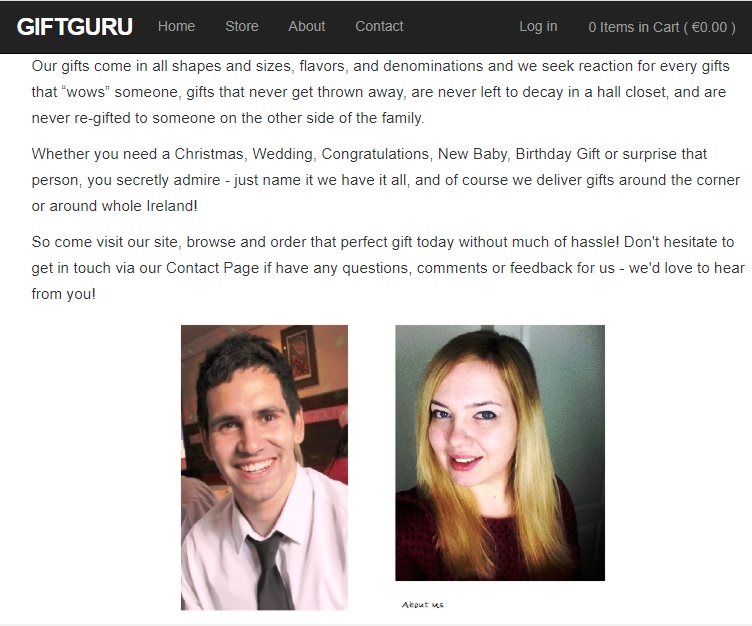 GIFTGURU Home Store About Contact Log in 0 Items in Cart ( €0.00 )
Our gifts come in all shapes and sizes, flavors, and denominations and we seek reaction for every gifts
that “wows” someone, gifts that never get thrown away, are never left to decay in a hall closet, and are
never re-gifted to someone on the other side of the family.
Whether you need a Christmas, Wedding, Congratulations, New Baby, Birthday Gift or surprise that
person, you secretly admire - just name it we have it all, and of course we deliver gifts around the corner
or around whole Ireland!
So come visit our site, browse and order that perfect gift today without much of hassle! Don't hesitate to
get in touch via our Contact Page if have any questions, comments or feedback for us - we'd love to hear
from you!
About us